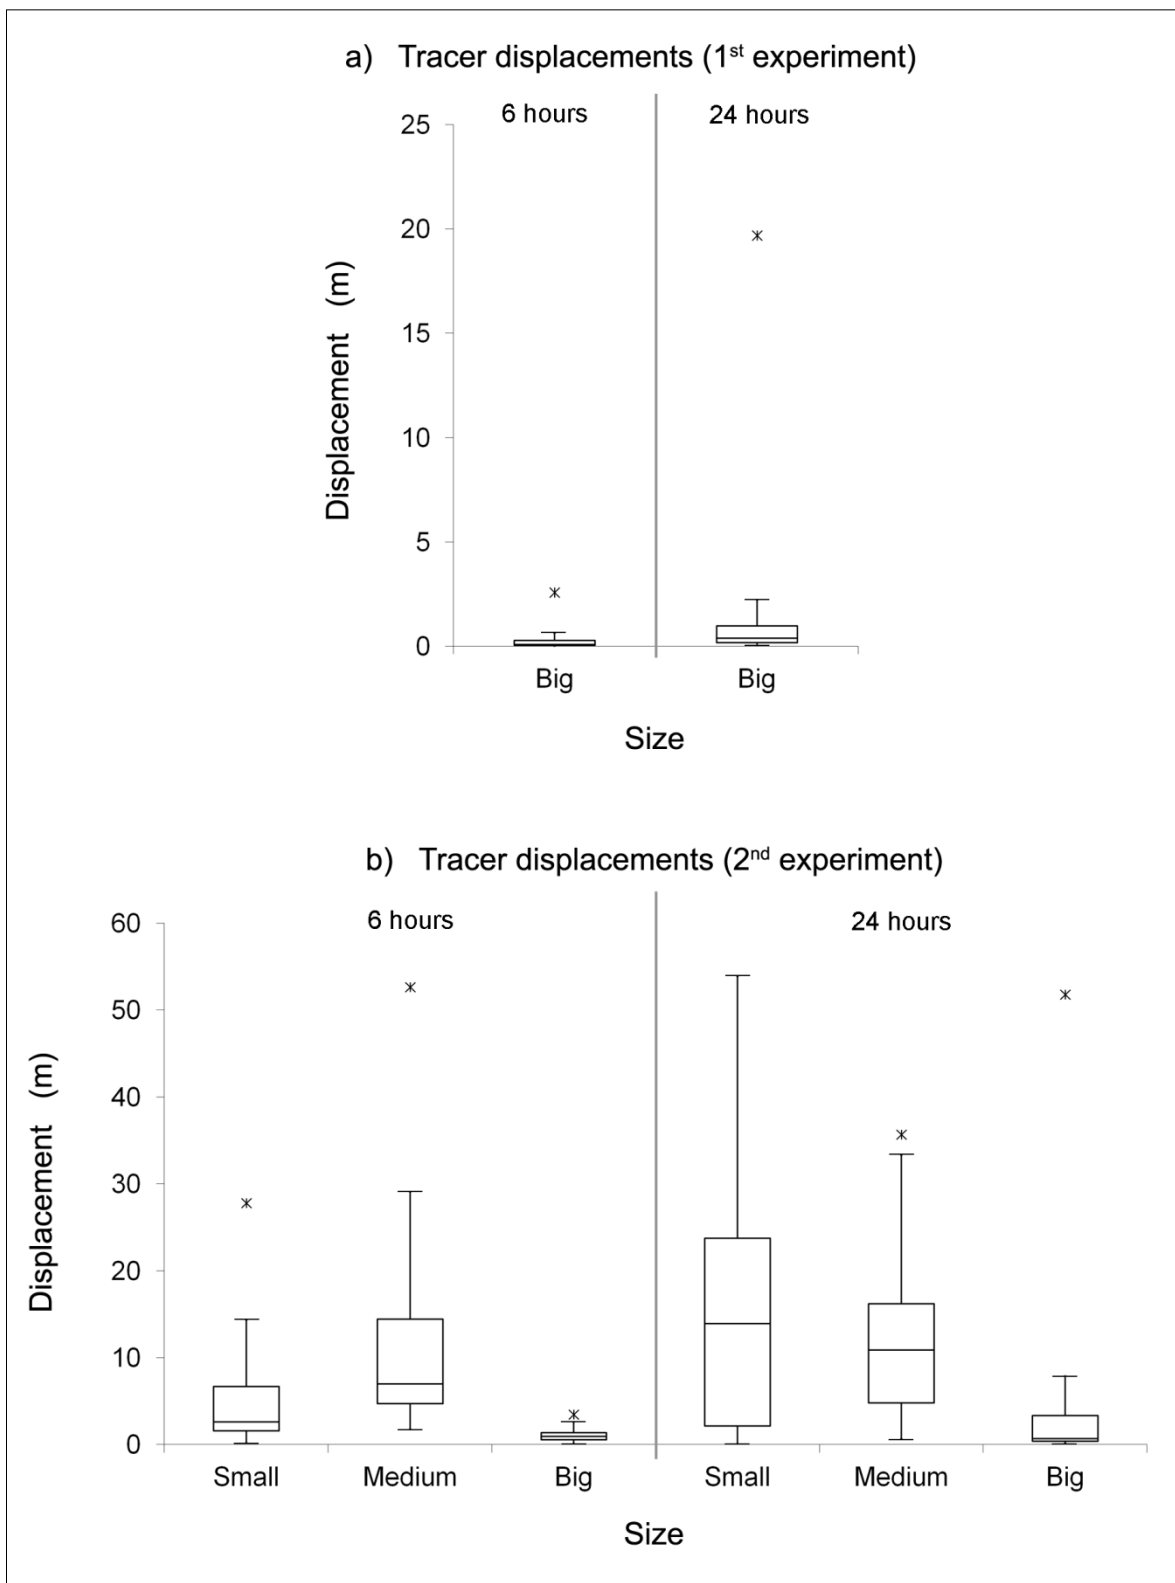 a) Tracer displacements (1st experiment)
6 hours 24 hours
25
20
15
10
5
0
Displacement (m)
Big Big
Size
b) Tracer displacements (2nd experiment)
6 hours 24 hours
60
50
40
30
20
10
0
Displacement (m)
Small Medium Big Small Medium Big
Size